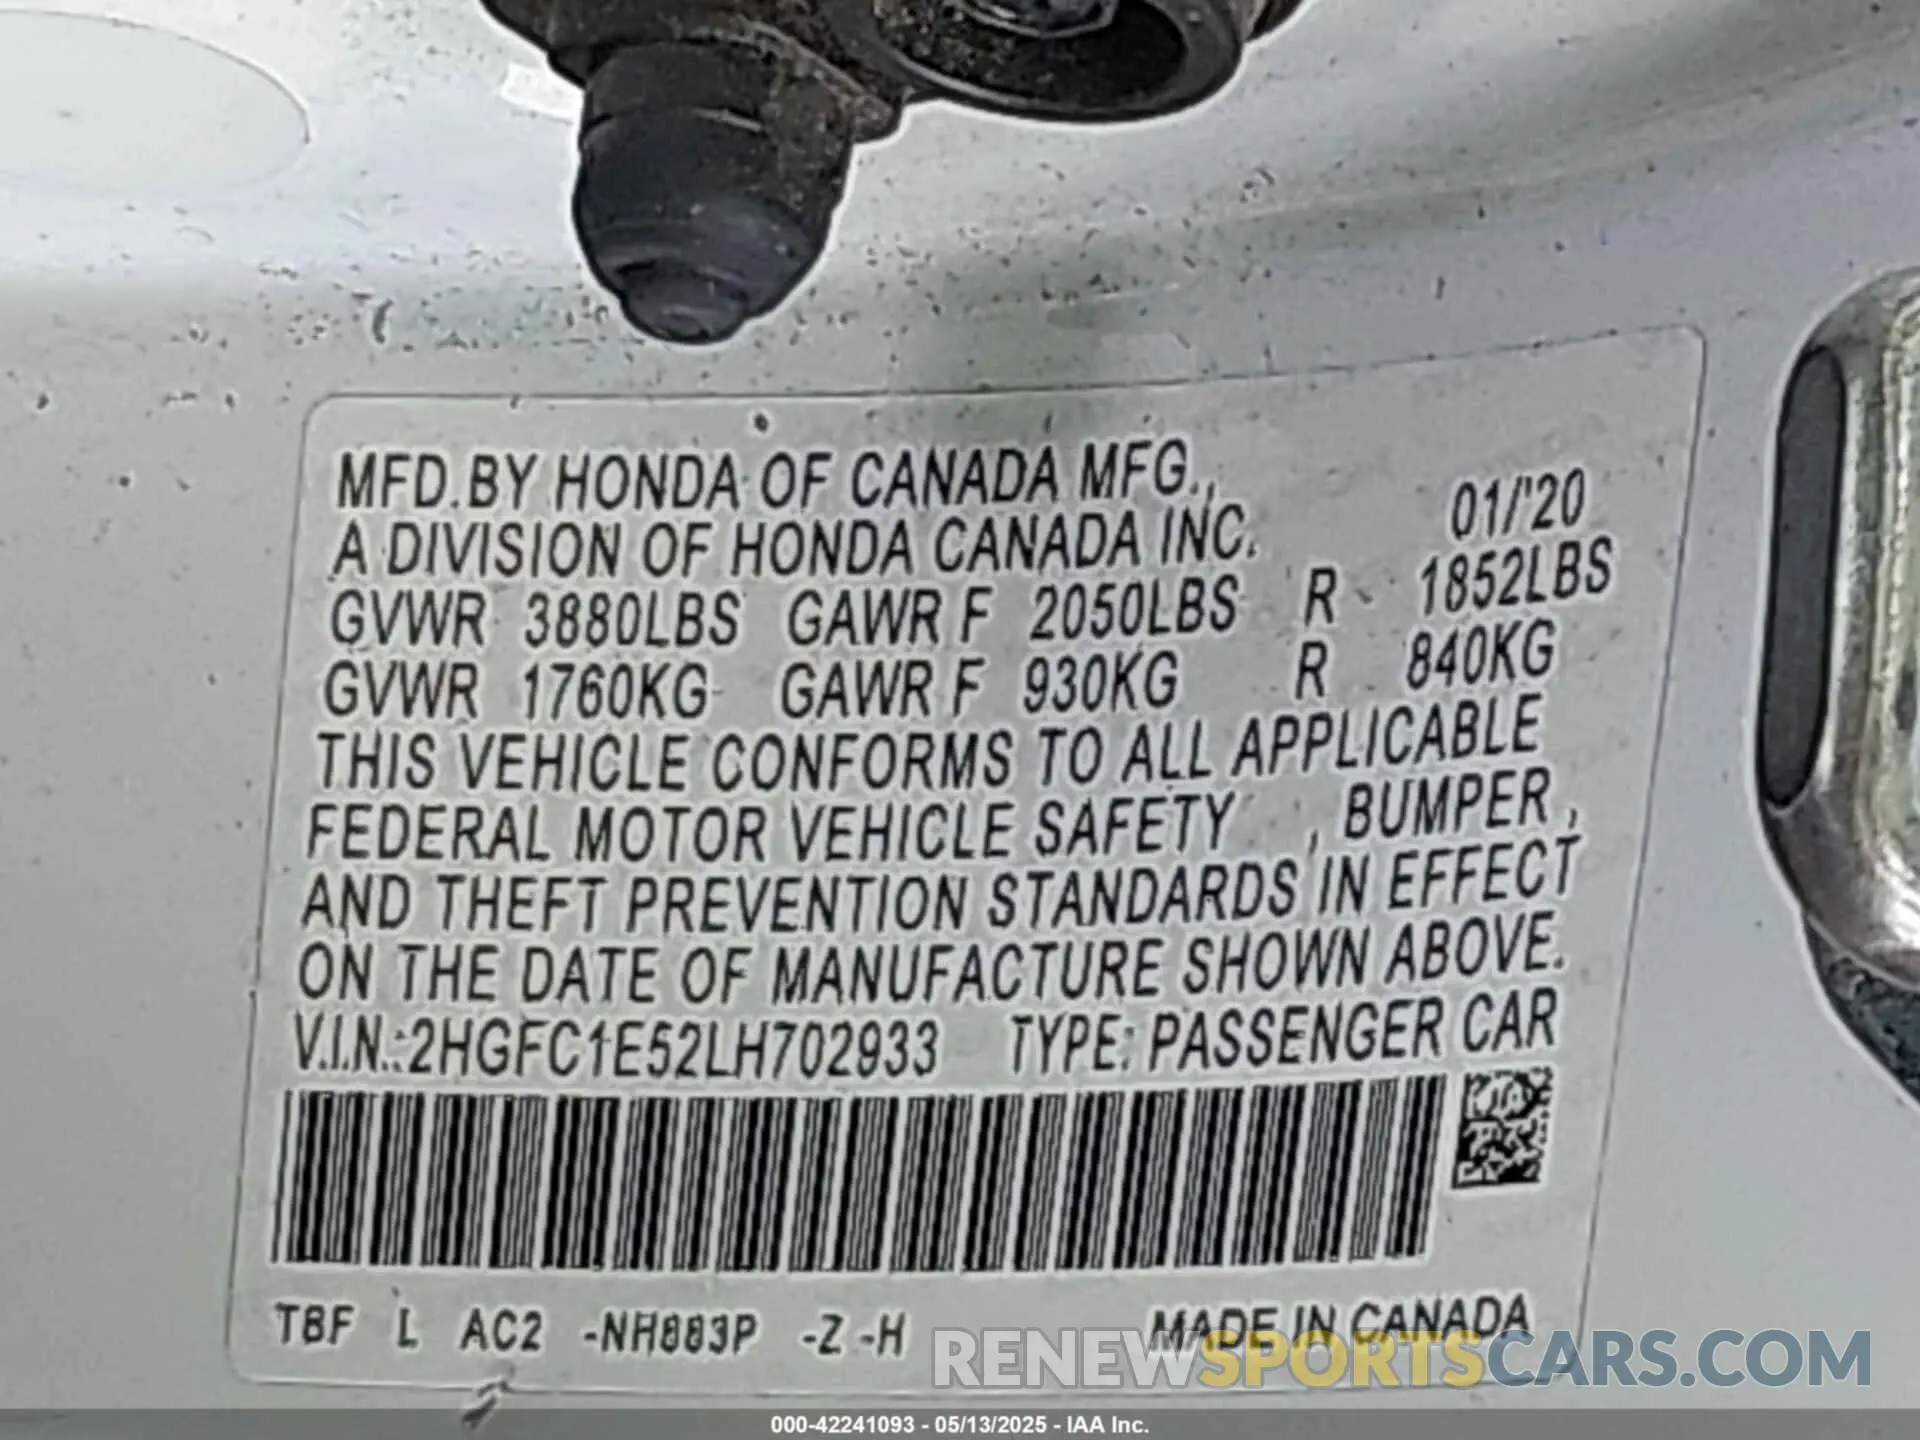 MFD.BY HONDA OF CANADA MFG.,
A DIVISION OF HONDA CANADA INC. 01/'20
GVWR 3880LBS GAWR F 2050LBS R 1852LBS
GVWR 1760KG GAWR F 930KG R 840KG
THIS VEHICLE CONFORMS TO ALL APPLICABLE
FEDERAL MOTOR VEHICLE SAFETY , BUMPER,
AND THEFT PREVENTION STANDARDS IN EFFECT
ON THE DATE OF MANUFACTURE SHOWN ABOVE.
V.I.N.:2HGFC1E52LH702933 TYPE: PASSENGER CAR
TBF L AC2 -NH883P -Z -H MADE IN CANADA
RENEWSPORTSCARS.COM
000-42241093 - 05/13/2025 - IAA Inc.